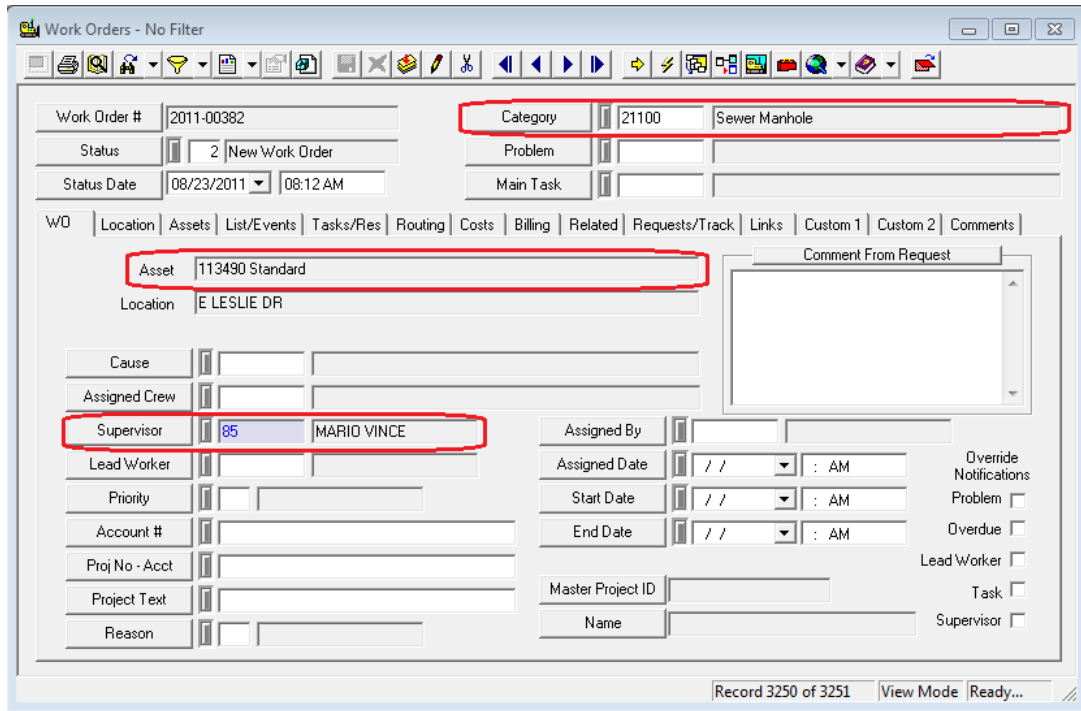 Work Orders - No Filter
Work Order # 2011-00382 Category 21100 Sewer Manhole
Status 2 New Work Order Problem
Status Date 08/23/2011 08:12 AM Main Task
WO Location Assets List/Events Tasks/Res Routing Costs Billing Related Requests/Track Links Custom 1 Custom 2 Comments
Asset 113490 Standard Comment From Request
Location E LESLIE DR
Cause
Assigned Crew
Supervisor 85 MARIO VINCE Assigned By
Lead Worker Assigned Date / / : AM Override Notifications
Priority Start Date / / : AM Problem
Account # End Date / / : AM Overdue
Proj No - Acct Lead Worker
Project Text Master Project ID Task
Reason Name Supervisor
Record 3250 of 3251 View Mode Ready...